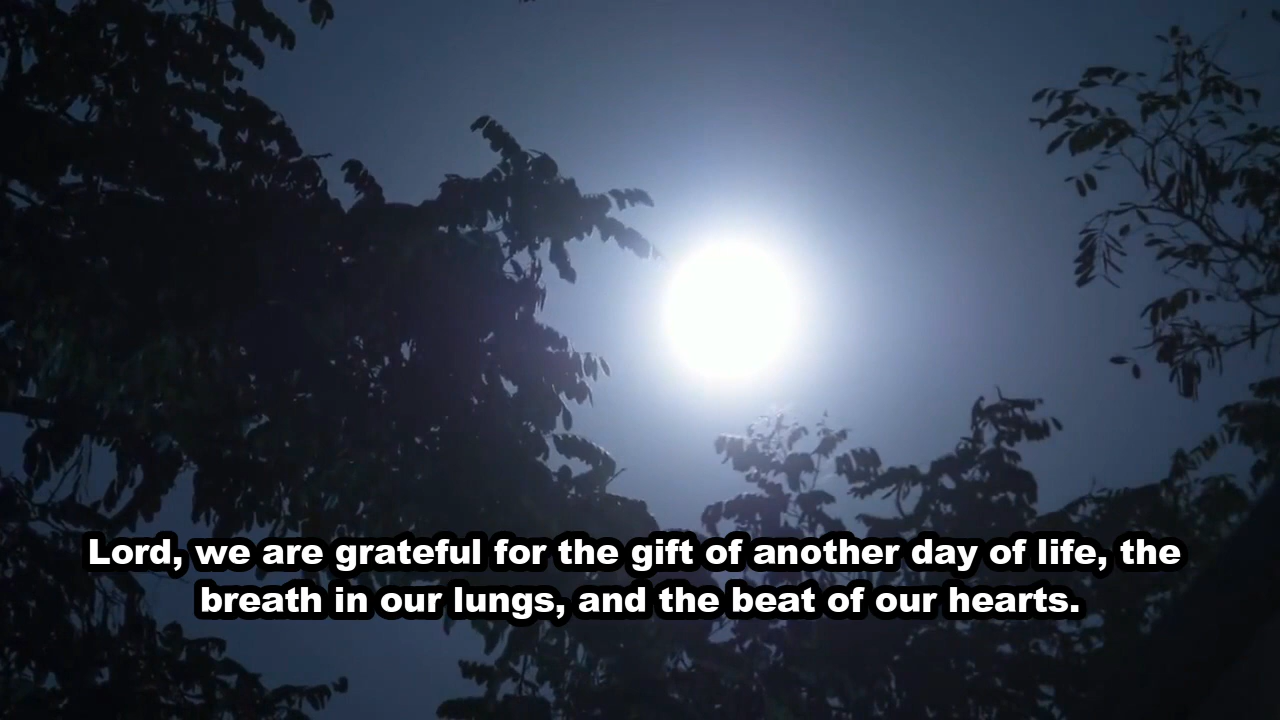 Lord, we are grateful for the gift of another day of life, the
breath in our lungs, and the beat of our hearts.